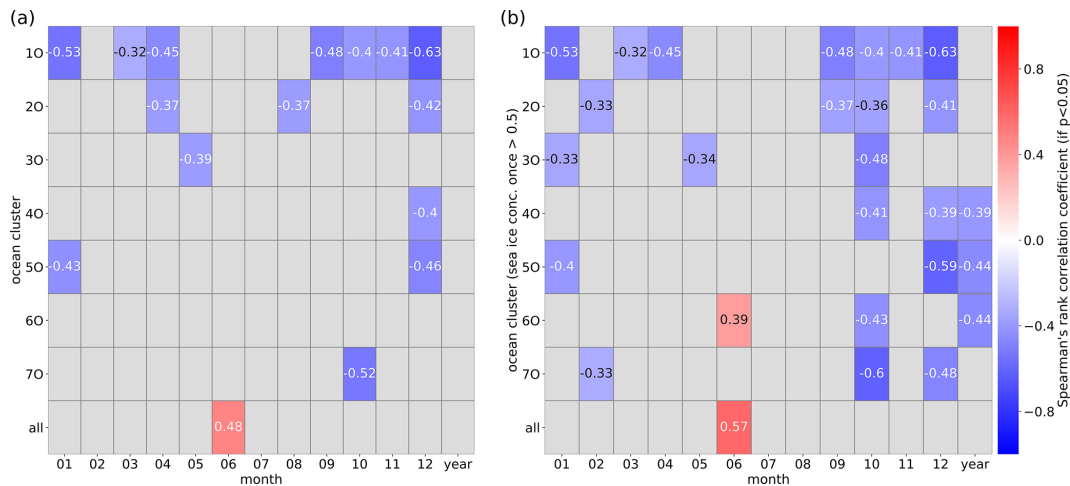 (a)
(b)
ocean cluster
1O
-0.53
-0.32
-0.45
-0.48
-0.4
-0.41
-0.63
2O
-0.37
-0.37
-0.42
3O
-0.39
4O
-0.4
5O
-0.43
-0.46
6O
7O
-0.52
all
0.48
01 02 03 04 05 06 07 08 09 10 11 12 year
month
ocean cluster (sea ice conc. once > 0.5)
1O
-0.53
-0.32
-0.45
-0.48
-0.4
-0.41
-0.63
2O
-0.33
-0.37
-0.36
-0.41
3O
-0.33
-0.34
-0.48
4O
-0.41
-0.39
-0.39
5O
-0.4
-0.59
-0.44
6O
0.39
-0.43
-0.44
7O
-0.33
-0.6
-0.48
all
0.57
01 02 03 04 05 06 07 08 09 10 11 12 year
month
0.8
0.4
0.0
−0.4
−0.8
Spearman's rank correlation coefficient (if p<0.05)